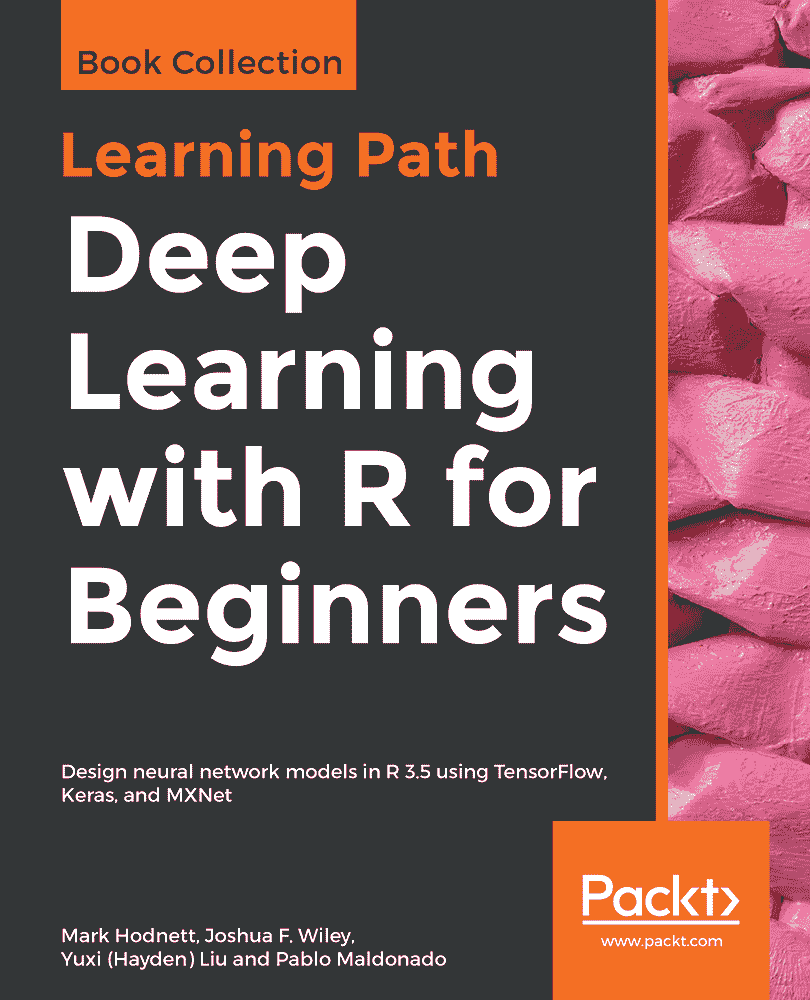 Book Collection
Learning Path
Deep
Learning
with R for
Beginners
Design neural network models in R 3.5 using TensorFlow,
Keras, and MXNet
Mark Hodnett, Joshua F. Wiley,
Yuxi (Hayden) Liu and Pablo Maldonado
Packt>
www.packt.com